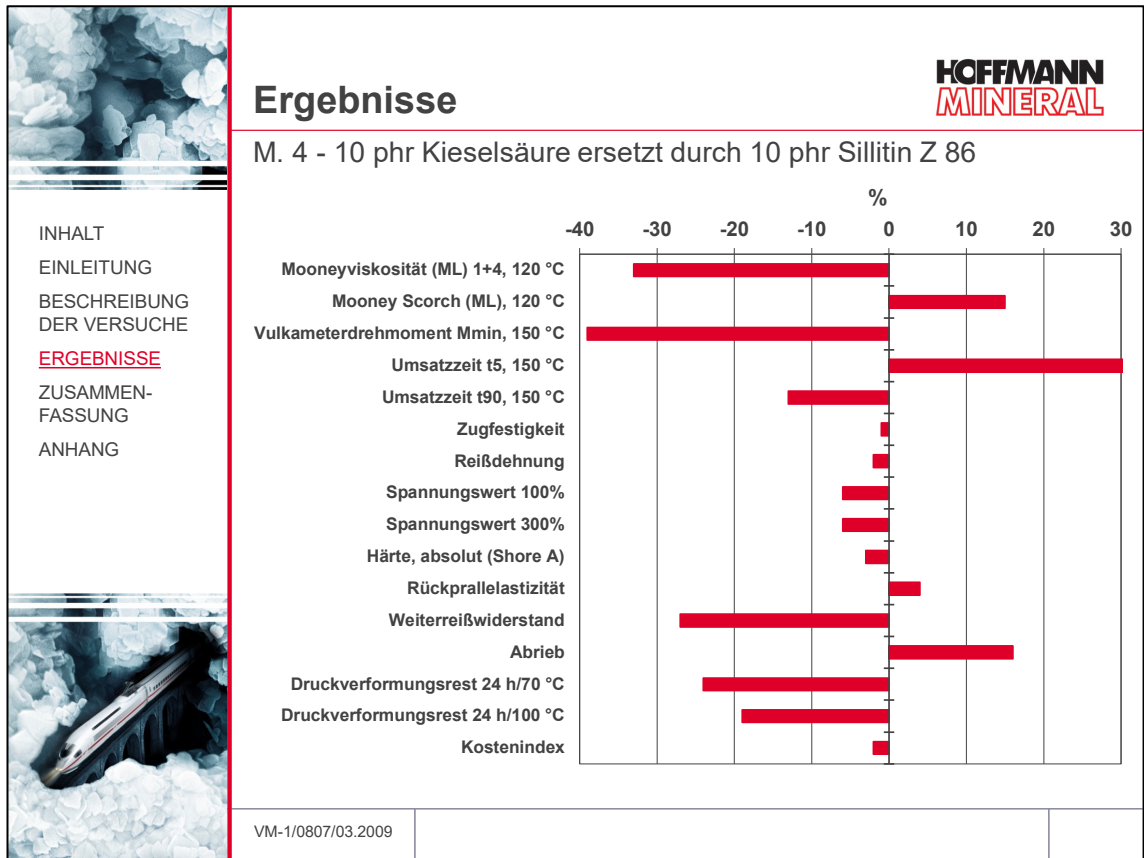 Ergebnisse
HOFFMANN
MINERAL
M. 4 - 10 phr Kieselsäure ersetzt durch 10 phr Sillitin Z 86
INHALT
EINLEITUNG
BESCHREIBUNG
DER VERSUCHE
ERGEBNISSE
ZUSAMMEN-
FASSUNG
ANHANG
%
-40 -30 -20 -10 0 10 20 30
Mooneyviskosität (ML) 1+4, 120 °C
Mooney Scorch (ML), 120 °C
Vulkameterdrehmoment Mmin, 150 °C
Umsatzzeit t5, 150 °C
Umsatzzeit t90, 150 °C
Zugfestigkeit
Reißdehnung
Spannungswert 100%
Spannungswert 300%
Härte, absolut (Shore A)
Rückprallelastizität
Weiterreißwiderstand
Abrieb
Druckverformungsrest 24 h/70 °C
Druckverformungsrest 24 h/100 °C
Kostenindex
VM-1/0807/03.2009